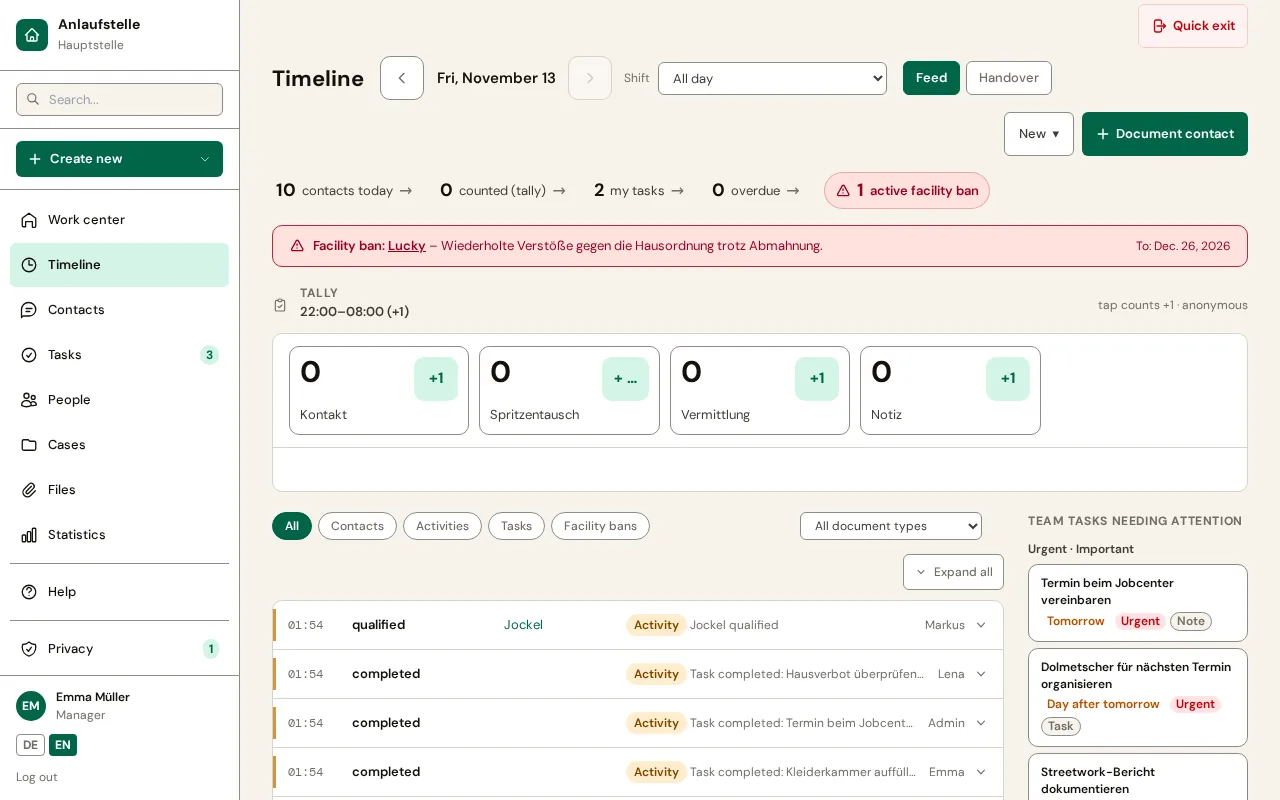 Anlaufstelle
Hauptstelle
Search...
Create new
Work center
Timeline
Contacts
Tasks 3
People
Cases
Files
Statistics
Help
Privacy 1
EM Emma Müller
Manager
DE EN
Log out
Quick exit
Timeline Fri, November 13 Shift All day Feed Handover
New ▾ Document contact
10 contacts today → 0 counted (tally) → 2 my tasks → 0 overdue → 1 active facility ban
Facility ban: Lucky – Wiederholte Verstöße gegen die Hausordnung trotz Abmahnung. To: Dec. 26, 2026
TALLY
22:00–08:00 (+1) tap counts +1 · anonymous
0 +1 0 + ... 0 +1 0 +1
Kontakt Spritzentausch Vermittlung Notiz
All Contacts Activities Tasks Facility bans All document types
Expand all
01:54 qualified Jockel Activity Jockel qualified Markus
01:54 completed Activity Task completed: Hausverbot überprüfen... Lena
01:54 completed Activity Task completed: Termin beim Jobcent... Admin
01:54 completed Activity Task completed: Kleiderkammer auffüll... Emma
TEAM TASKS NEEDING ATTENTION
Urgent · Important
Termin beim Jobcenter
vereinbaren
Tomorrow Urgent Note
Dolmetscher für nächsten Termin
organisieren
Day after tomorrow Urgent
Task
Streetwork-Bericht
dokumentieren